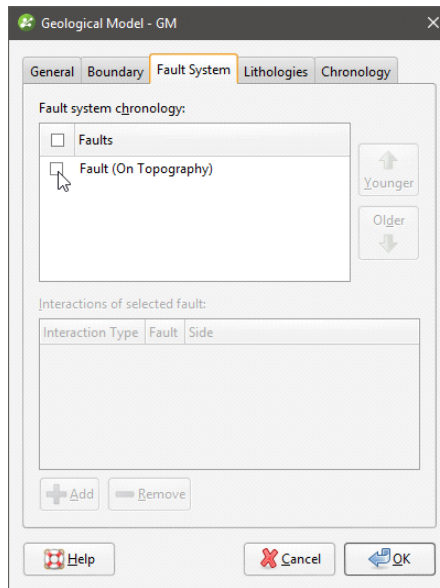 Geological Model - GM
General Boundary Fault System Lithologies Chronology
Fault system chronology:
Faults
Fault (On Topography)
Younger
Older
Interactions of selected fault:
Interaction Type Fault Side
Add Remove
Help Cancel OK